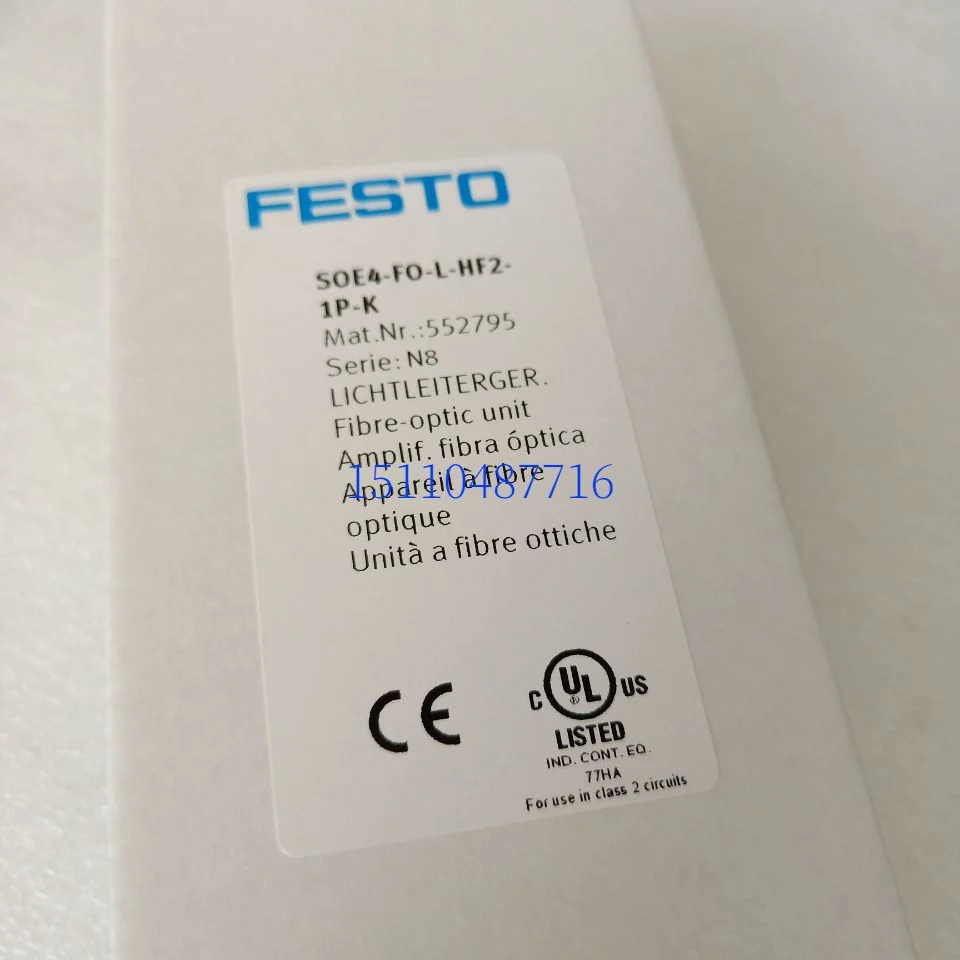 FESTO
SOE4-FO-L-HF2-
1P-K
Mat.Nr.:552795
Serie: N8
LICHTLEITERGER.
Fibre-optic unit
Amplif. fibra óptica
Appareil à fibre
15110487716
optique
Unità a fibre ottiche
CE
C UL ® US
LISTED
IND. CONT. EQ.
77HA
For use in class 2 circuits